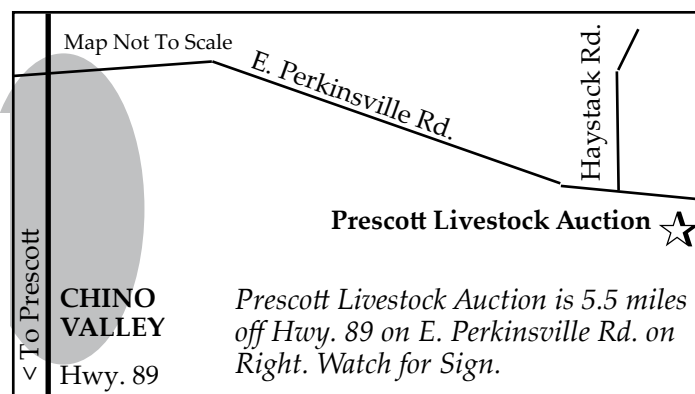 Map Not To Scale
E. Perkinsville Rd.
Haystack Rd.
Prescott Livestock Auction
< To Prescott
CHINO
VALLEY
Hwy. 89
Prescott Livestock Auction is 5.5 miles
off Hwy. 89 on E. Perkinsville Rd. on
Right. Watch for Sign.